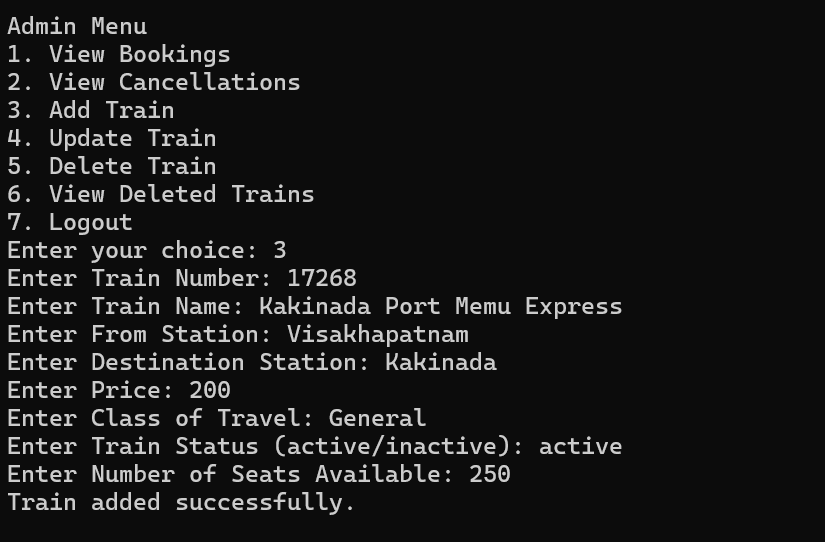 Admin Menu
1. View Bookings
2. View Cancellations
3. Add Train
4. Update Train
5. Delete Train
6. View Deleted Trains
7. Logout
Enter your choice: 3
Enter Train Number: 17268
Enter Train Name: Kakinada Port Memu Express
Enter From Station: Visakhapatnam
Enter Destination Station: Kakinada
Enter Price: 200
Enter Class of Travel: General
Enter Train Status (active/inactive): active
Enter Number of Seats Available: 250
Train added successfully.